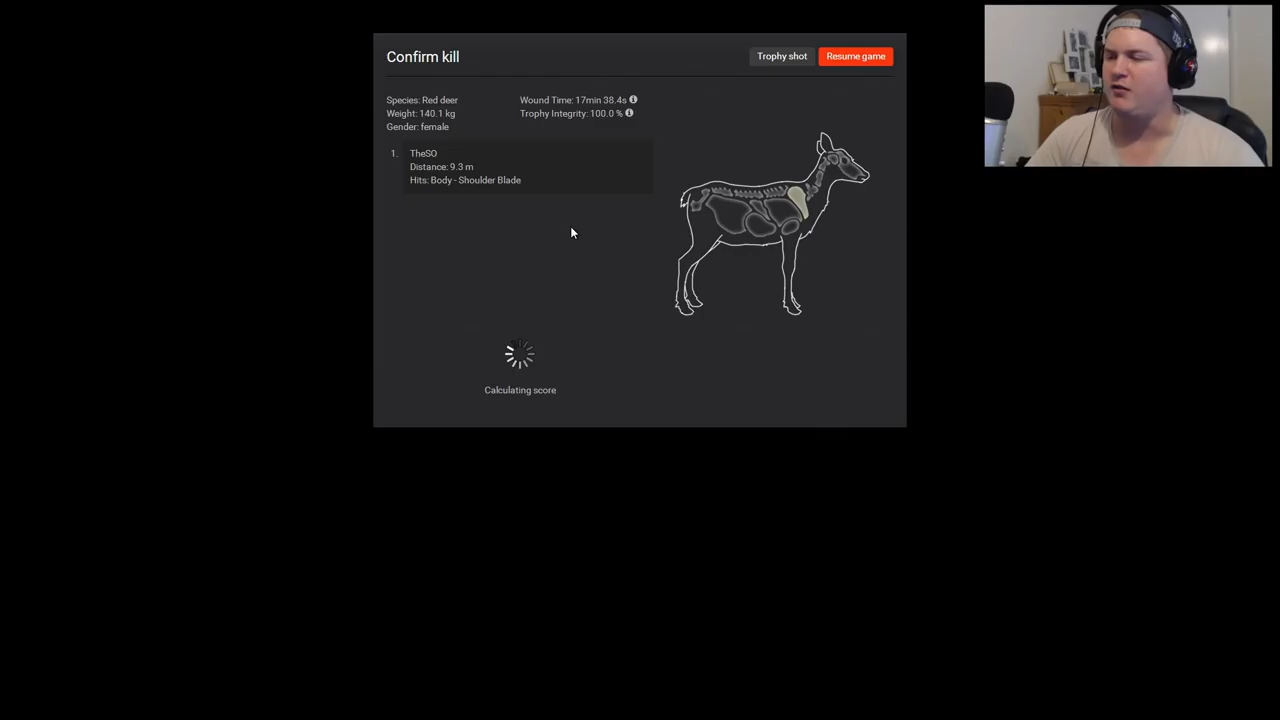 Confirm kill
Trophy shot
Resume game
Species: Red deer
Weight: 140.1 kg
Gender: female
Wound Time: 17min 38.4s
Trophy Integrity: 100.0 %
1.
TheSO
Distance: 9.3 m
Hits: Body - Shoulder Blade
Calculating score